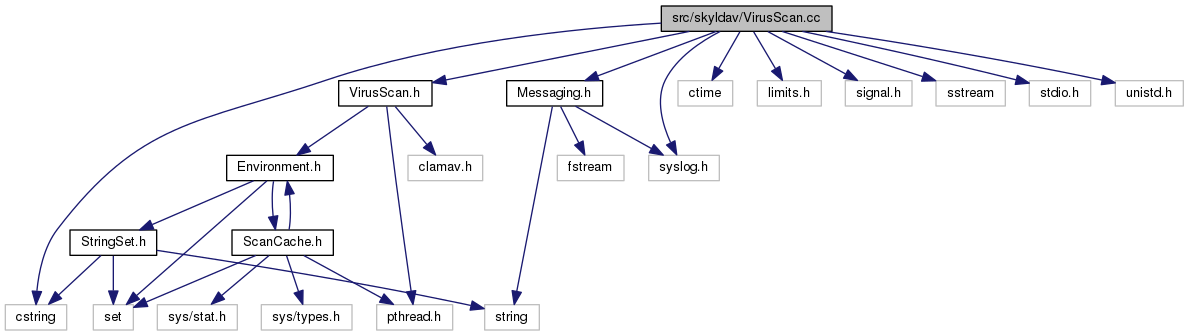 src/skyldav/VirusScan.cc
VirusScan.h
Messaging.h
ctime
limits.h
signal.h
sstream
stdio.h
unistd.h
Environment.h
clamav.h
fstream
syslog.h
StringSet.h
ScanCache.h
cstring
set
sys/stat.h
sys/types.h
pthread.h
string